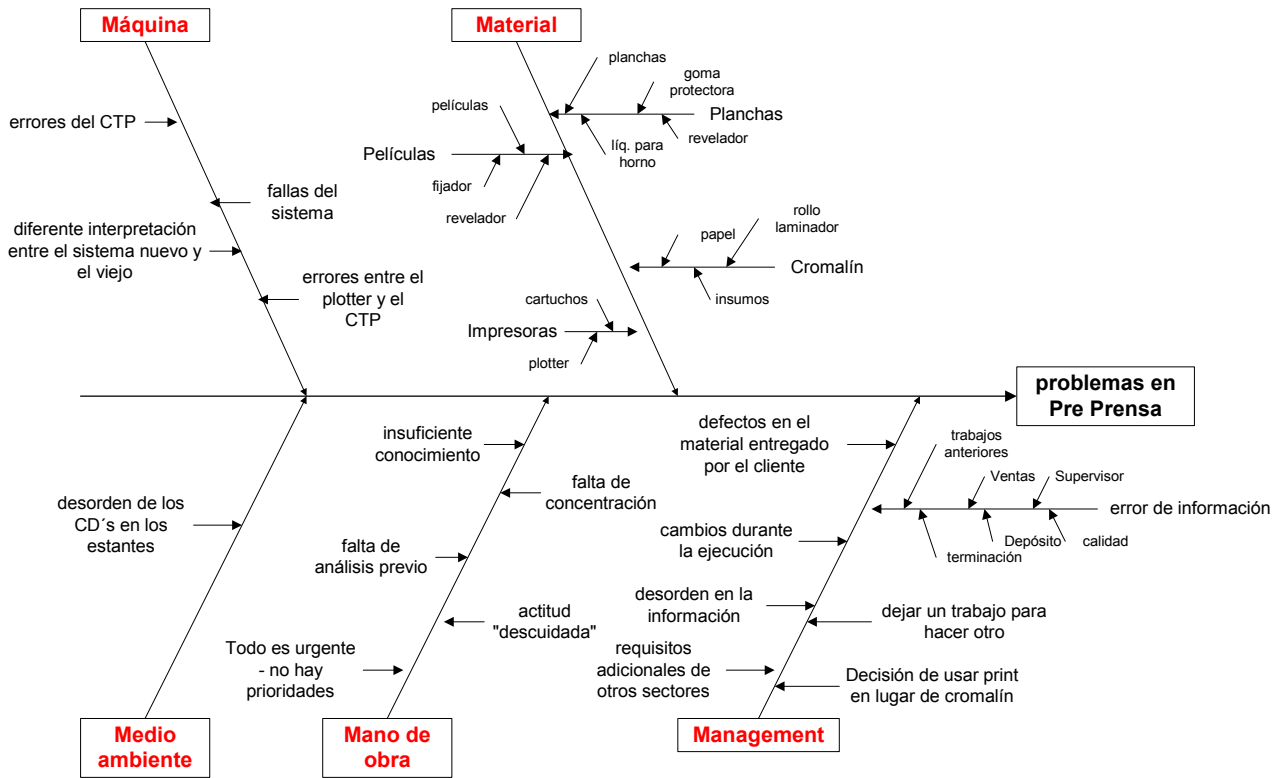 Máquina
Material
errores del CTP
fallas del
sistema
diferente interpretación
entre el sistema nuevo y
el viejo
errores entre el
plotter y el
CTP
planchas
goma
protectora
Planchas
líq. para
horno
revelador
películas
Películas
fijador
revelador
papel
rollo
laminador
Cromalín
insumos
cartuchos
Impresoras
plotter
problemas en
Pre Prensa
desorden de los
CD´s en los
estantes
insuficiente
conocimiento
falta de
concentración
falta de
análisis previo
actitud
"descuidada"
Todo es urgente
- no hay
prioridades
defectos en el
material entregado
por el cliente
trabajos
anteriores
Ventas
Supervisor
error de información
terminación
Depósito
calidad
cambios durante
la ejecución
desorden en la
información
dejar un trabajo para
hacer otro
requisitos
adicionales de
otros sectores
Decisión de usar print
en lugar de cromalín
Medio
ambiente
Mano de
obra
Management